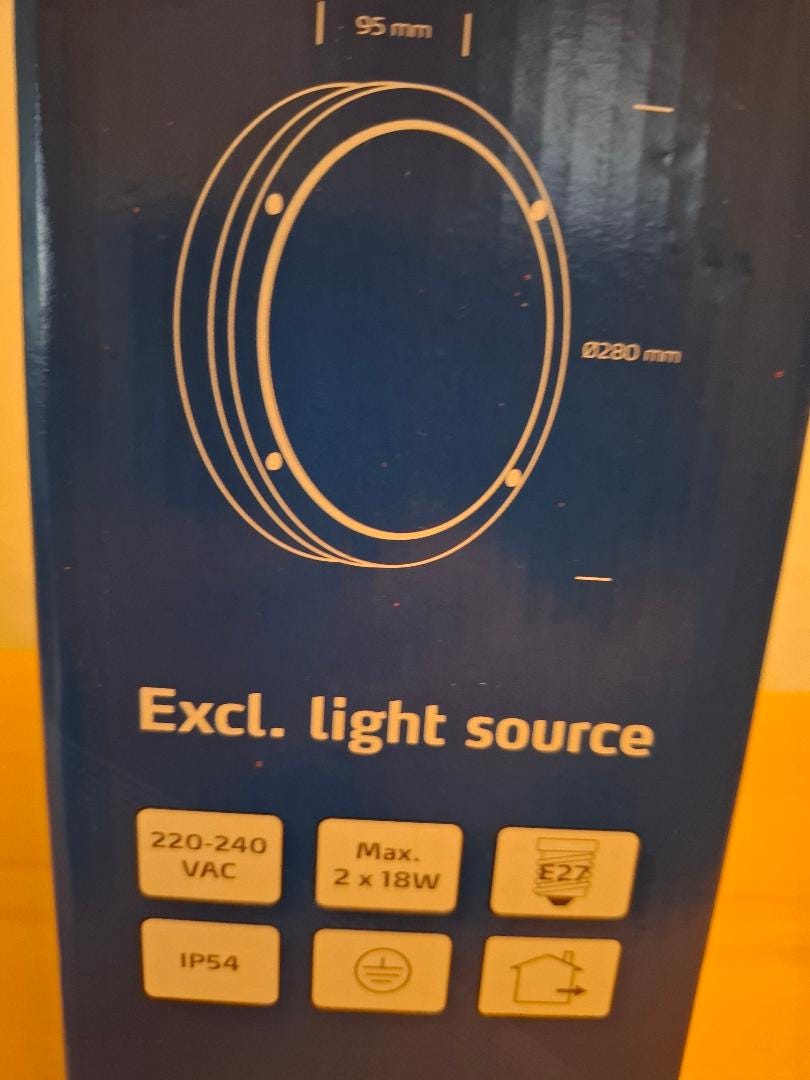 95 mm
Ø280 mm
Excl. light source
220-240
VAC
Max.
2 x 18W
E27
IP54